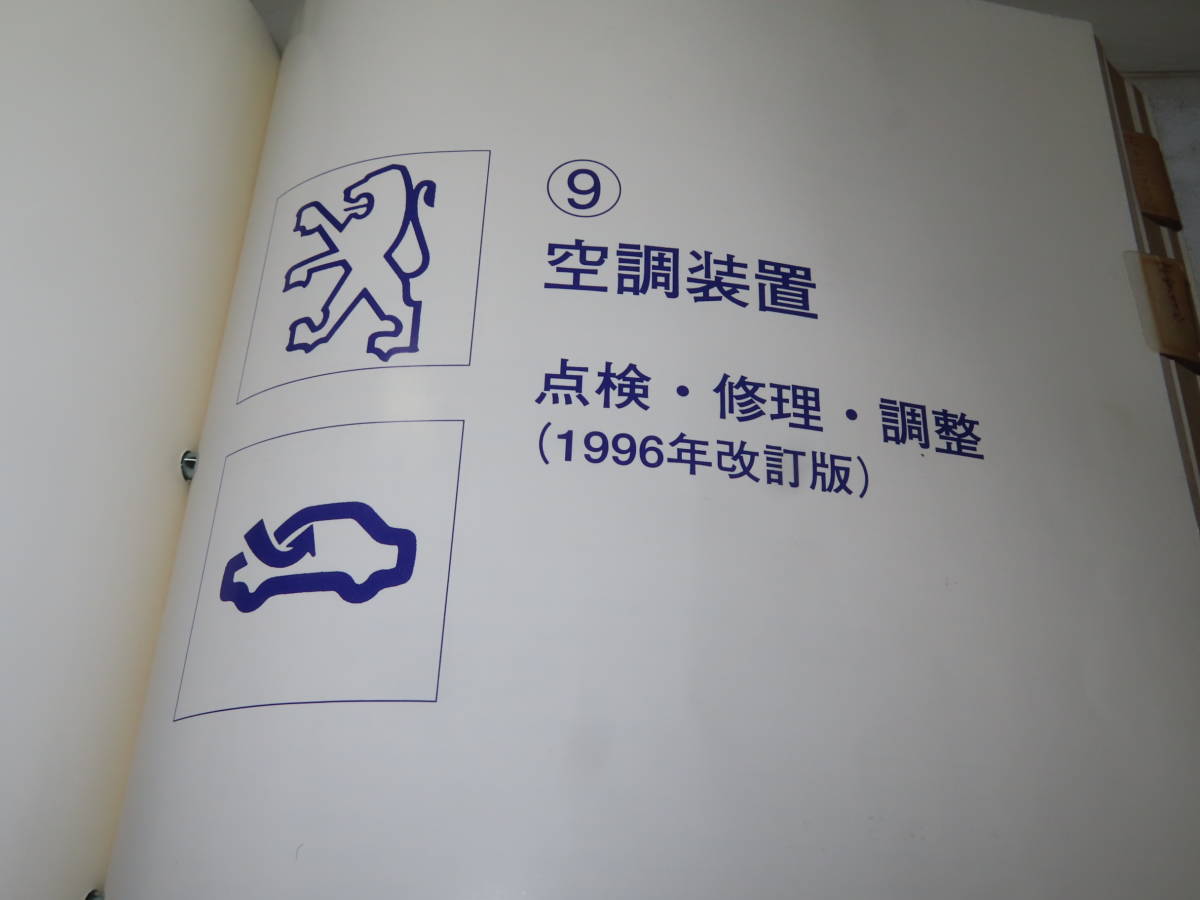 ⑨
空調装置
点検・修理・調整
（1996年改訂版）